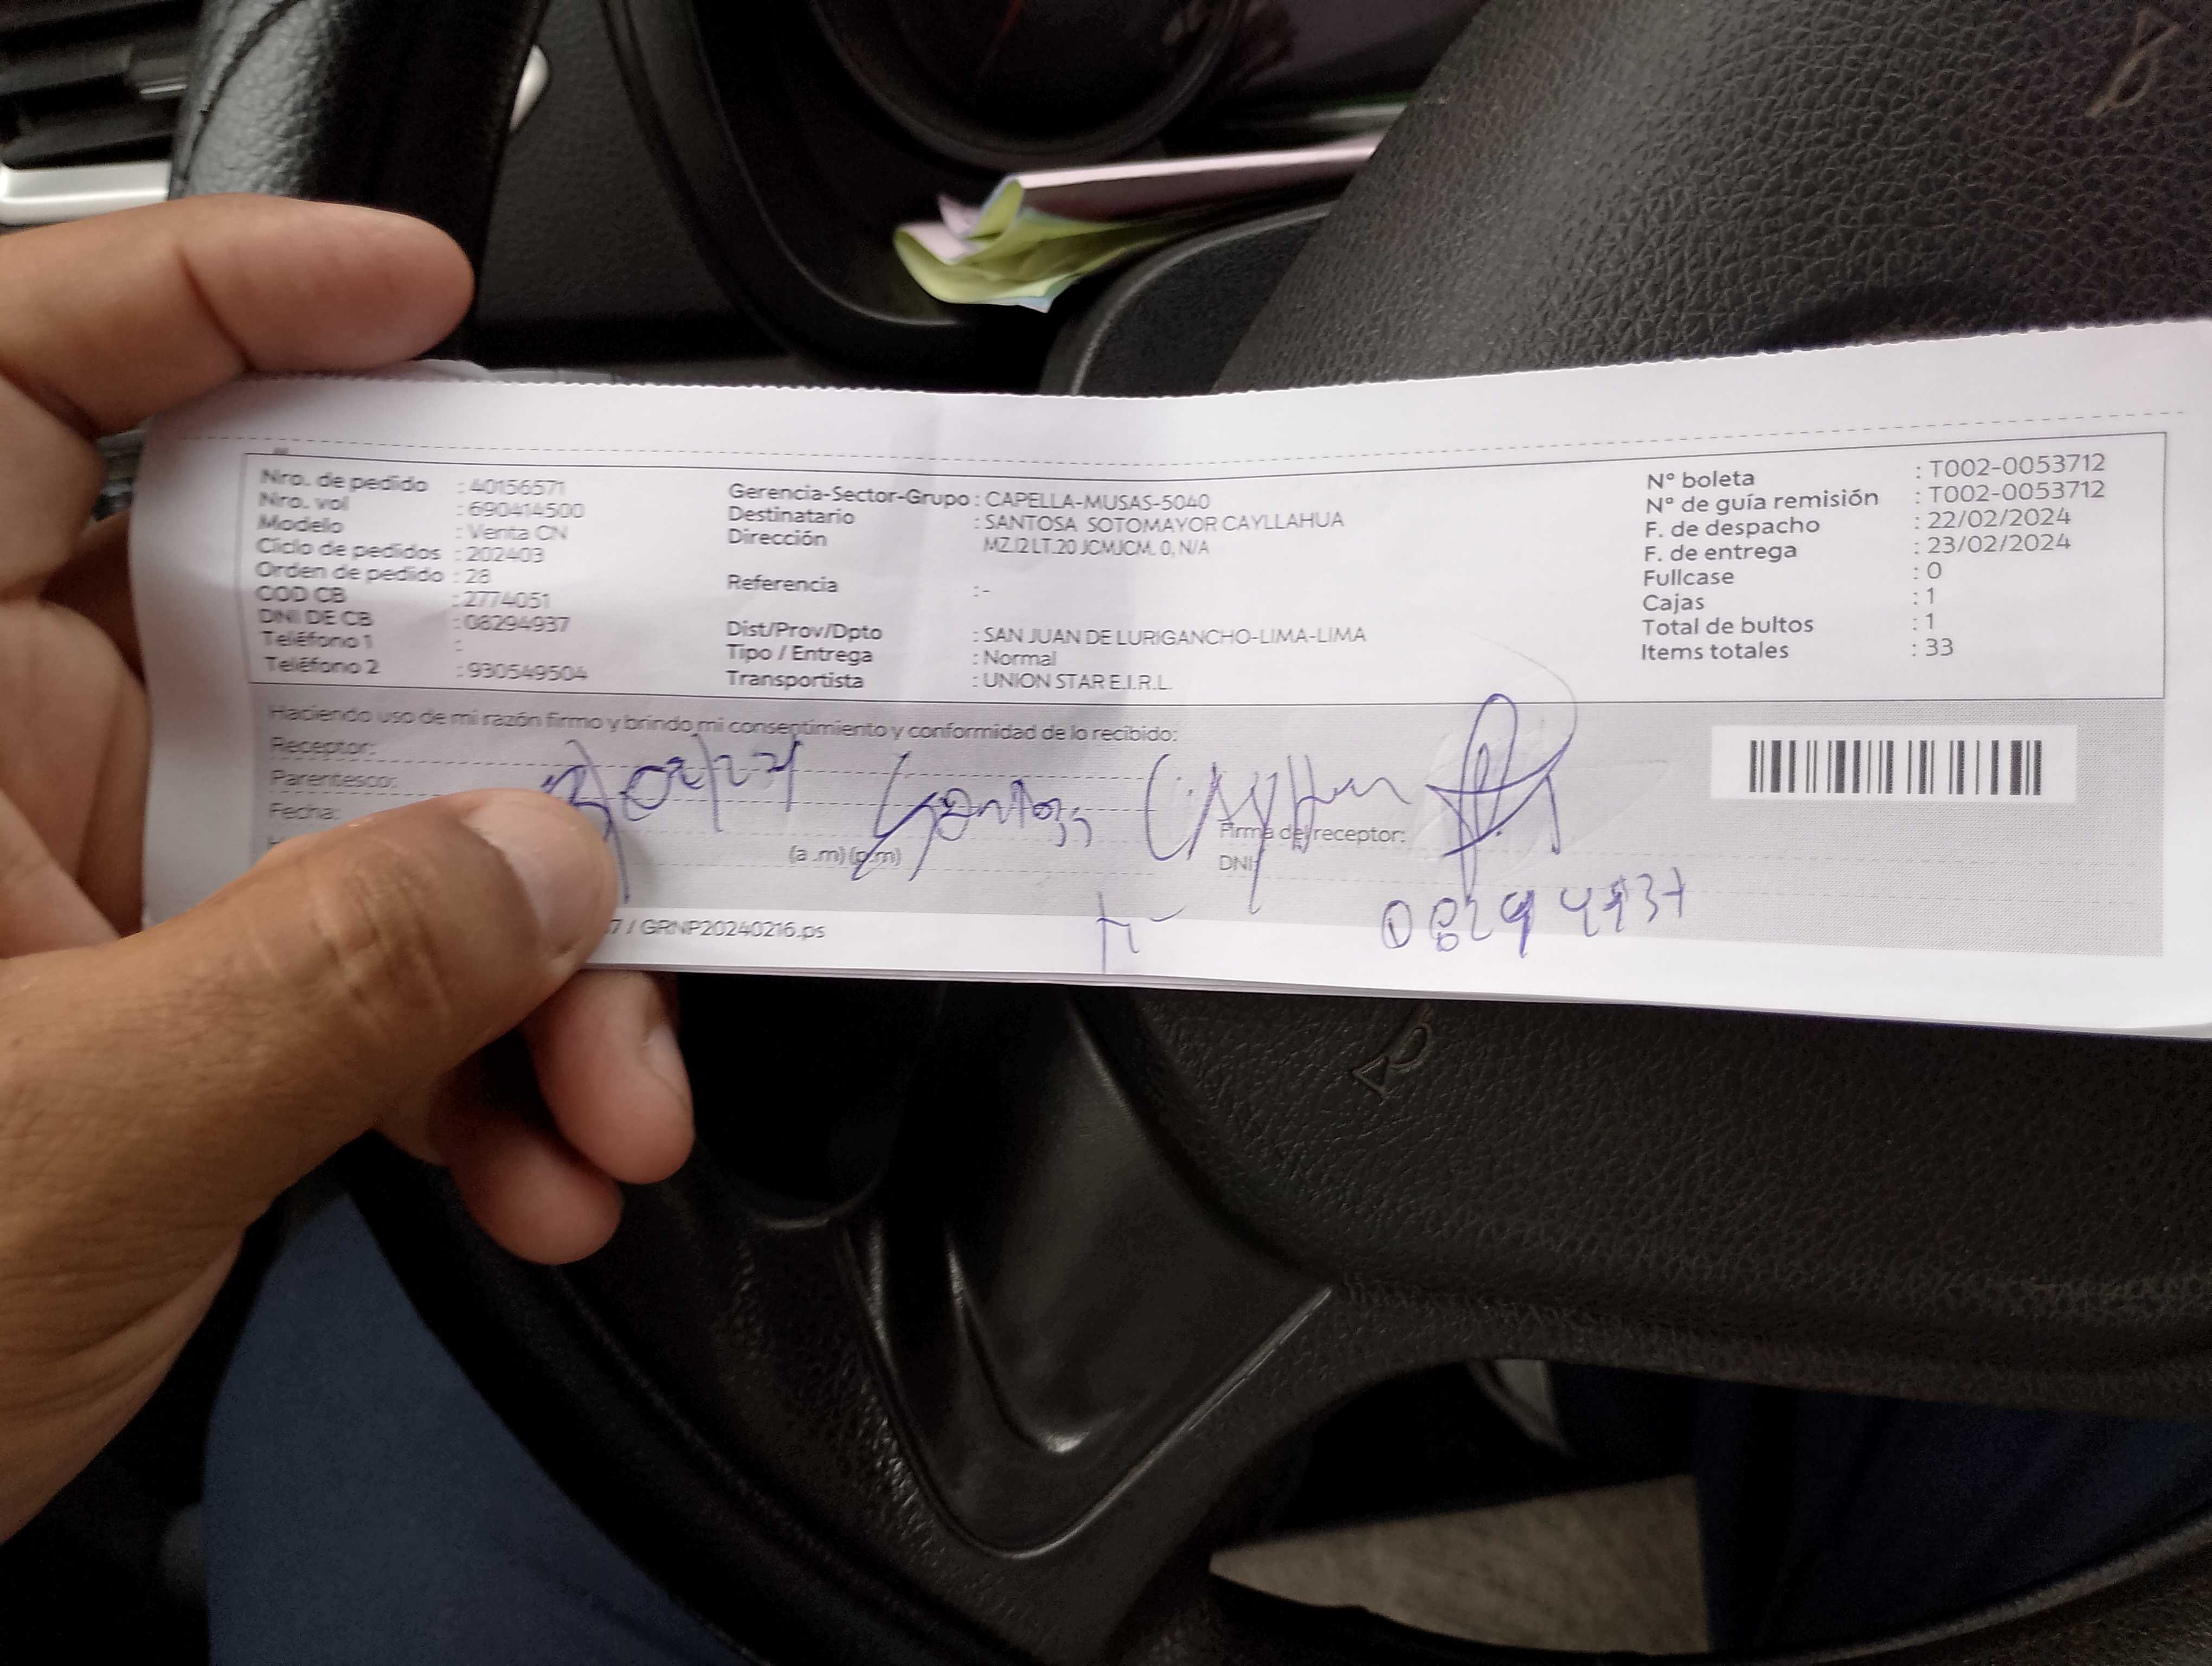 Nro. de pedido : 40156571
Nro. vol : 690414500
Modelo : Venta CN
Ciclo de pedidos : 202403
Orden de pedido : 28
COD CB : 2774051
DNI DE CB : 08294937
Teléfono 1 :
Teléfono 2 : 930549504
Gerencia-Sector-Grupo : CAPELLA-MUSAS-5040
Destinatario : SANTOSA SOTOMAYOR CAYLLAHUA
Dirección MZ.I2 LT.20 JCMJCM. 0, N/A
Referencia : -
Dist/Prov/Dpto : SAN JUAN DE LURIGANCHO-LIMA-LIMA
Tipo / Entrega : Normal
Transportista : UNION STAR E.I.R.L.
N° boleta : T002-0053712
N° de guía remisión : T002-0053712
F. de despacho : 22/02/2024
F. de entrega : 23/02/2024
Fullcase : 0
Cajas : 1
Total de bultos : 1
Items totales : 33
Haciendo uso de mi razón firmo y brindo mi consentimiento y conformidad de lo recibido:
Receptor:
Parentesco:
Fecha:
(a .m) (p.m)
Firma del receptor:
DNI
7 / GRNP20240216.ps